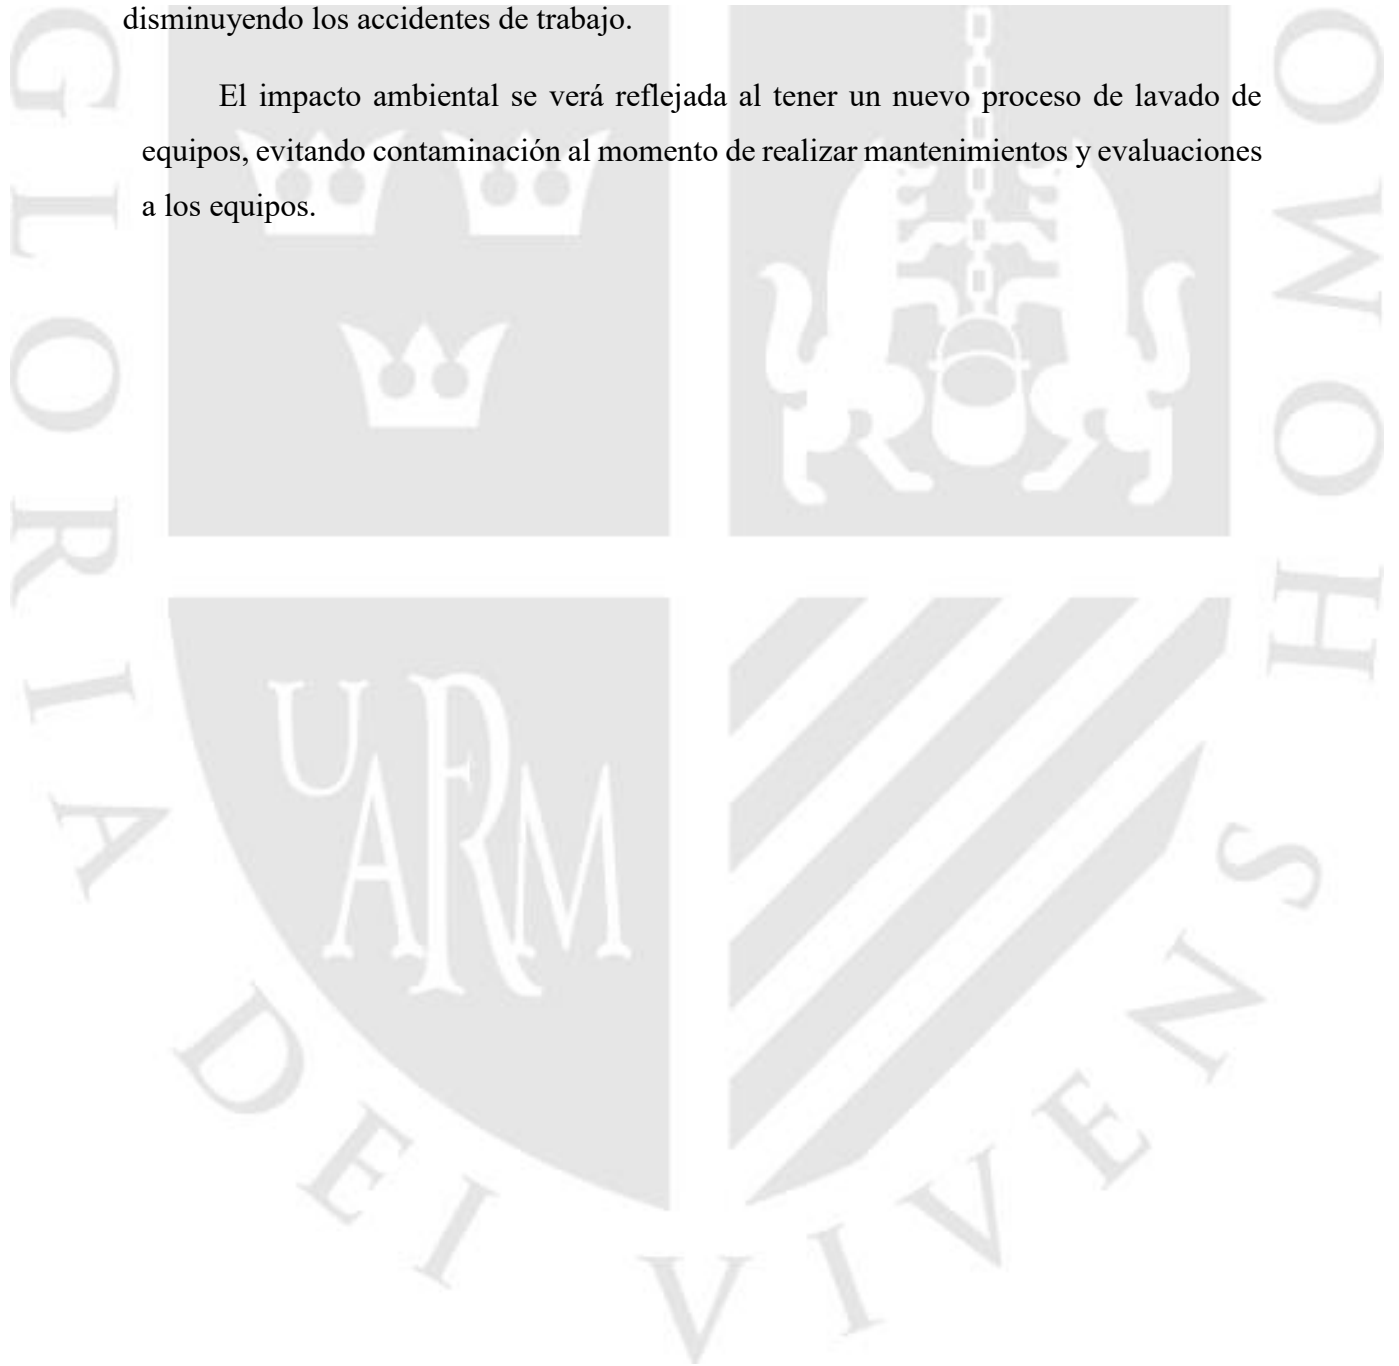 disminuyendo los accidentes de trabajo.
El impacto ambiental se verá reflejada al tener un nuevo proceso de lavado de
equipos, evitando contaminación al momento de realizar mantenimientos y evaluaciones
a los equipos.
GLORIA DEI VIVENS HOMO
UARM